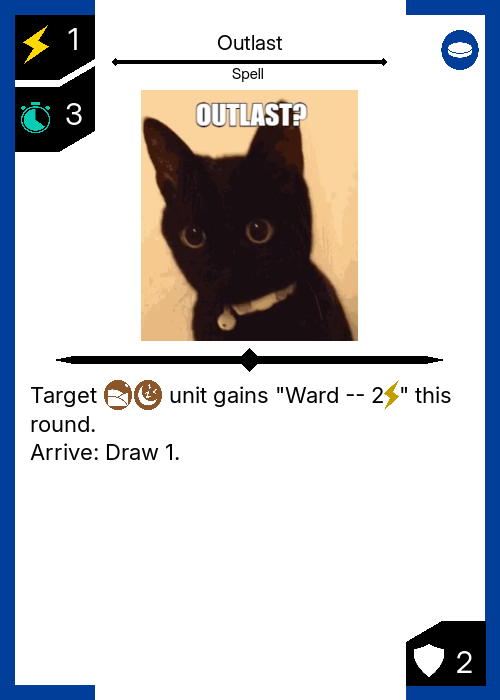 1
Outlast
Spell
3
OUTLAST?
Target unit gains "Ward -- 2" this
round.
Arrive: Draw 1.
2